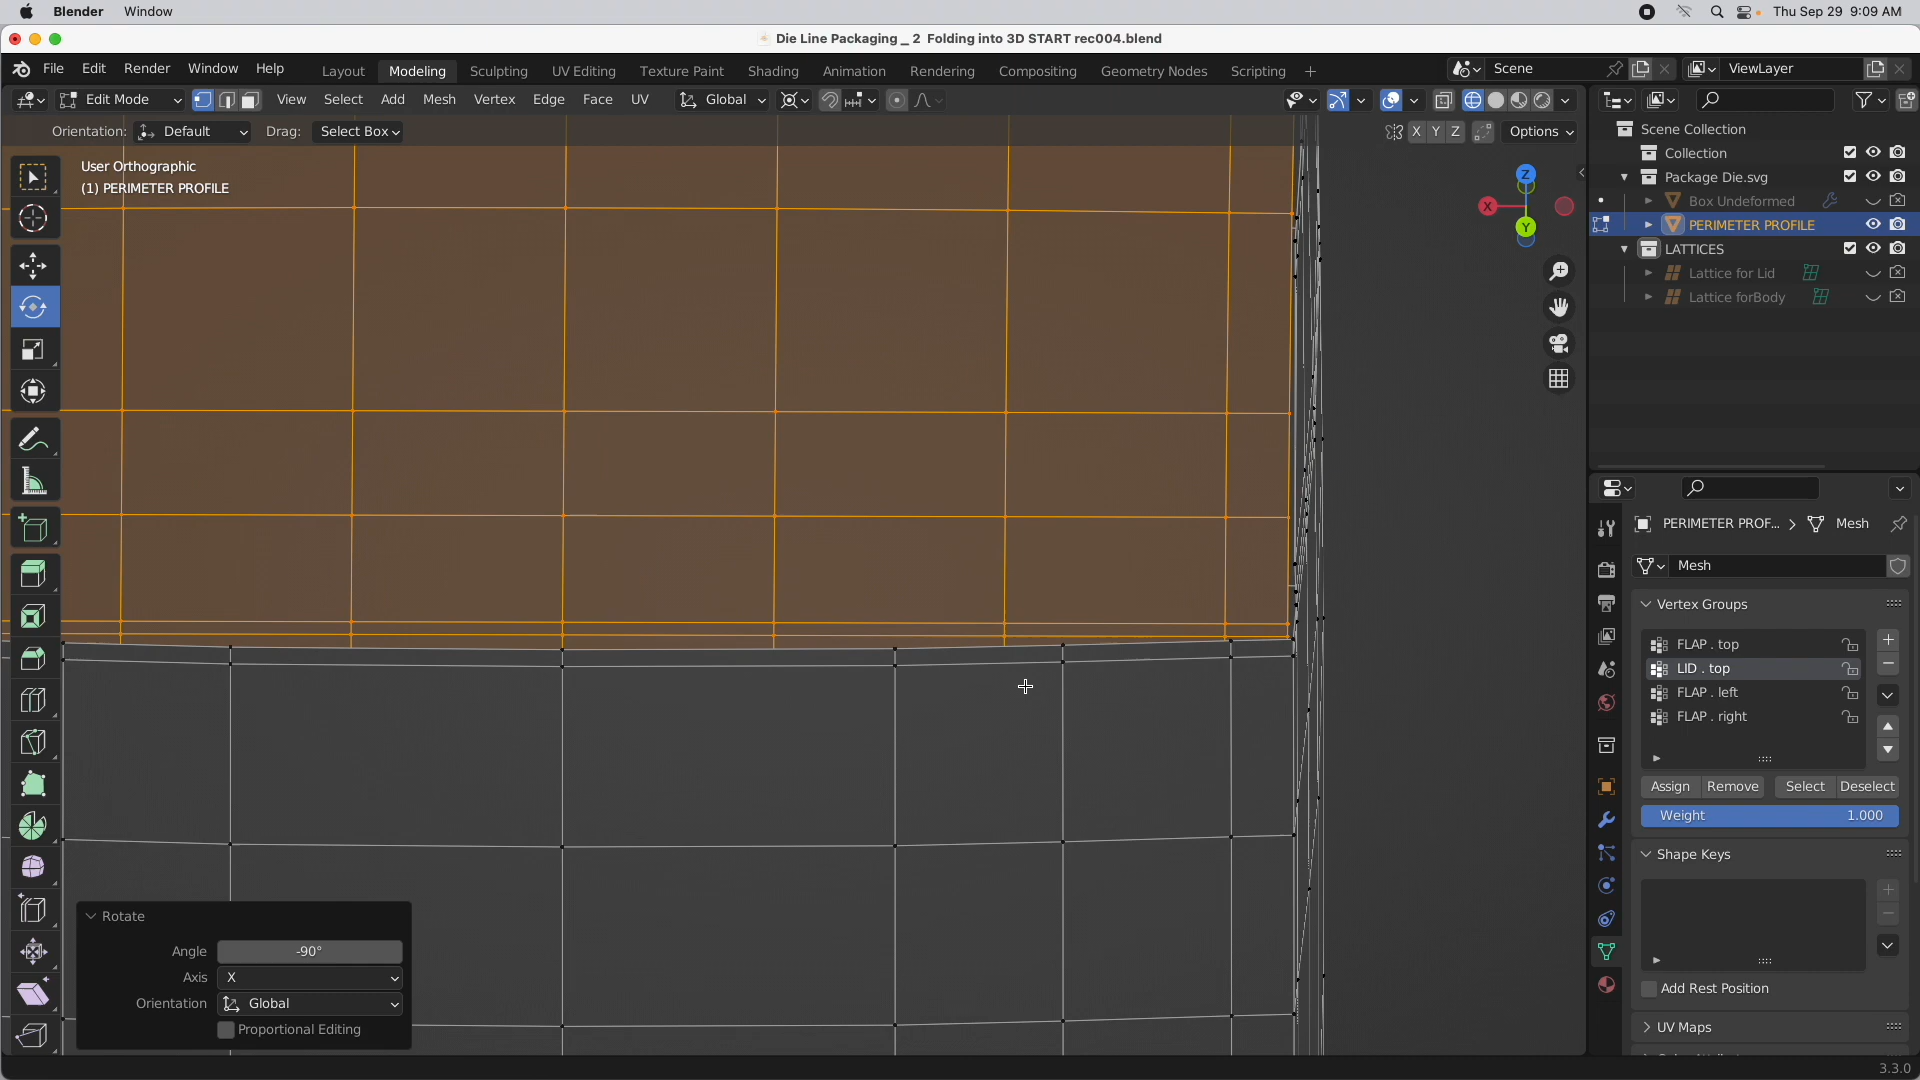 Blender Window Thu Sep 29 9:09 AM
Die Line Packaging _ 2 Folding into 3D START rec004.blend
File Edit Render Window Help Layout Modeling Sculpting UV Editing Texture Paint Shading Animation Rendering Compositing Geometry Nodes Scripting + Scene ViewLayer
Edit Mode View Select Add Mesh Vertex Edge Face UV Global
Orientation: Default Drag: Select Box X Y Z Options
User Orthographic
(1) PERIMETER PROFILE
Z
X
Y
Scene Collection
Collection
Package Die.svg
Box Undeformed
PERIMETER PROFILE
LATTICES
Lattice for Lid
Lattice forBody
PERIMETER PROF... > Mesh
Mesh
Vertex Groups
FLAP . top
LID . top
FLAP . left
FLAP . right
Assign Remove Select Deselect
Weight 1.000
Shape Keys
Add Rest Position
UV Maps
Rotate
Angle -90°
Axis X
Orientation Global
Proportional Editing
3.3.0